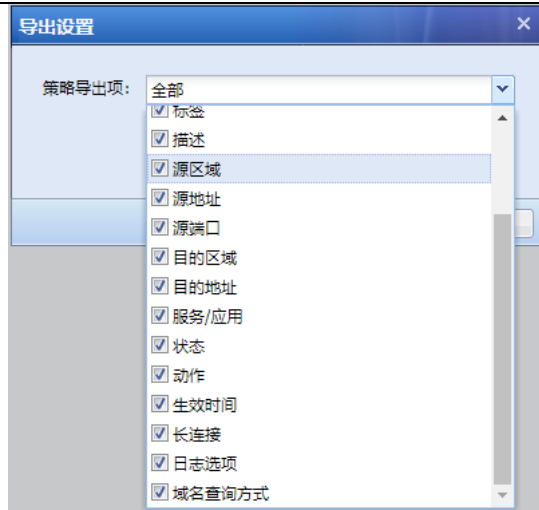 导出设置
策略导出项: 全部
标签
描述
源区域
源地址
源端口
目的区域
目的地址
服务/应用
状态
动作
生效时间
长连接
日志选项
域名查询方式